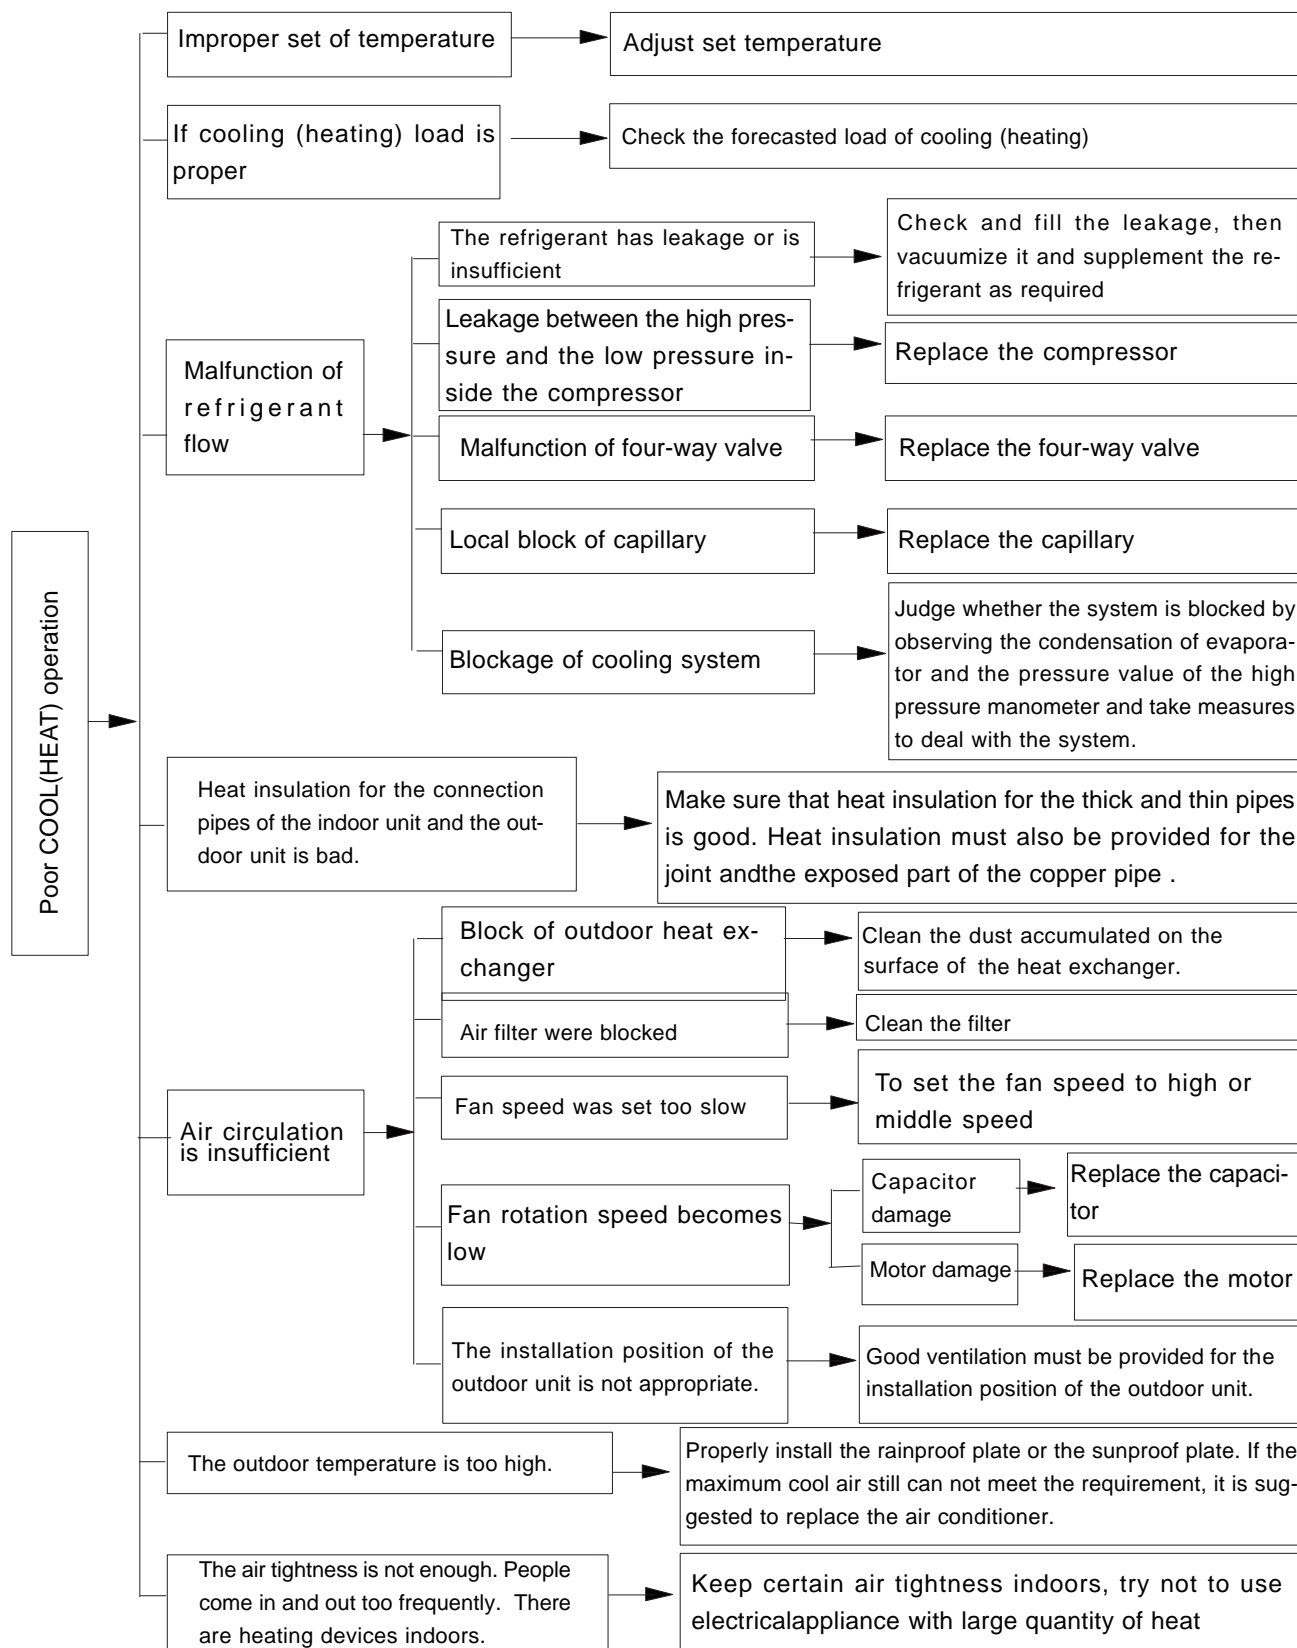 Poor COOL(HEAT) operation
Improper set of temperature
Adjust set temperature
If cooling (heating) load is
proper
Check the forecasted load of cooling (heating)
Malfunction of
refrigerant
flow
The refrigerant has leakage or is
insufficient
Check and fill the leakage, then
vacuumize it and supplement the re-
frigerant as required
Leakage between the high pres-
sure and the low pressure in-
side the compressor
Replace the compressor
Malfunction of four-way valve
Replace the four-way valve
Local block of capillary
Replace the capillary
Blockage of cooling system
Judge whether the system is blocked by
observing the condensation of evapora-
tor and the pressure value of the high
pressure manometer and take measures
to deal with the system.
Heat insulation for the connection
pipes of the indoor unit and the out-
door unit is bad.
Make sure that heat insulation for the thick and thin pipes
is good. Heat insulation must also be provided for the
joint andthe exposed part of the copper pipe .
Air circulation
is insufficient
Block of outdoor heat ex-
changer
Clean the dust accumulated on the
surface of the heat exchanger.
Air filter were blocked
Clean the filter
Fan speed was set too slow
To set the fan speed to high or
middle speed
Fan rotation speed becomes
low
Capacitor
damage
Replace the capaci-
tor
Motor damage
Replace the motor
The installation position of the
outdoor unit is not appropriate.
Good ventilation must be provided for the
installation position of the outdoor unit.
The outdoor temperature is too high.
Properly install the rainproof plate or the sunproof plate. If the
maximum cool air still can not meet the requirement, it is sug-
gested to replace the air conditioner.
The air tightness is not enough. People
come in and out too frequently. There
are heating devices indoors.
Keep certain air tightness indoors, try not to use
electricalappliance with large quantity of heat